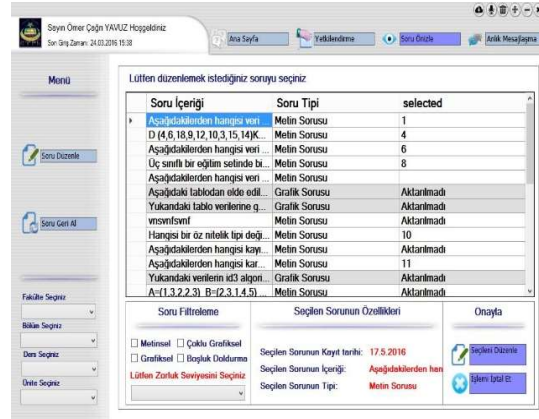 Sayın Ömer Çağrı YAVUZ Hoşgeldiniz
Son Giriş Zamanı 24.03.2016 15:38
Ana Sayfa
Yetkilendirme
Soru Önizle
Anlık Mesajlaşma
Menü
Soru Düzenle
Soru Geri Al
Fakülte Seçiniz
Bölüm Seçiniz
Ders Seçiniz
Ünite Seçiniz
Lütfen düzenlemek istediğiniz soruyu seçiniz
Soru İçeriği Soru Tipi selected
Aşağıdakilerden hangisi veri ... Metin Sorusu 1
D (4,6,18,9,12,10,3,15,14)K... Metin Sorusu 4
Aşağıdakilerden hangisi veri ... Metin Sorusu 6
Üç sınıflı bir eğitim setinde bi... Metin Sorusu 8
Aşağıdakilerden hangisi veri ... Metin Sorusu
Aşağıdaki tablodan elde edil... Grafik Sorusu Aktarılmadı
Yukarıdaki tablo verilerine g... Grafik Sorusu Aktarılmadı
vnsvnfsvnf Metin Sorusu Aktarılmadı
Hangisi bir öz nitelik tipi deği... Metin Sorusu 10
Aşağıdakilerden hangisi kayı... Metin Sorusu Aktarılmadı
Aşağıdakilerden hangisi kar... Metin Sorusu 11
Yukarıdaki verilerin id3 algori... Grafik Sorusu Aktarılmadı
A={1,3,2,2,3} B={2,3,1,4,5} ... Metin Sorusu Aktarılmadı
Soru Filtreleme
Metinsel Çoklu Grafiksel
Grafiksel Boşluk Doldurma
Lütfen Zorluk Seviyesini Seçiniz
Seçilen Sorunun Özellikleri
Seçilen Sorunun Kayıt tarihi: 17.5.2016
Seçilen Sorunun İçeriği: Aşağıdakilerden han
Seçilen Sorunun Tipi: Metin Sorusu
Onayla
Seçileni Düzenle
İşlemi İptal Et